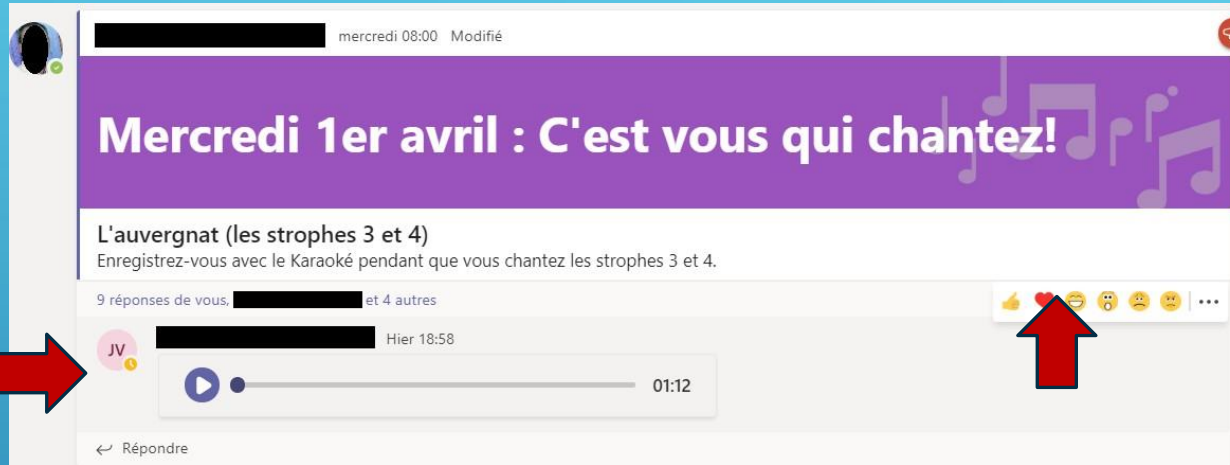 mercredi 08:00 Modifié
Mercredi 1er avril : C'est vous qui chantez!
L'auvergnat (les strophes 3 et 4)
Enregistrez-vous avec le Karaoké pendant que vous chantez les strophes 3 et 4.
9 réponses de vous, et 4 autres
JV
Hier 18:58
01:12
Répondre